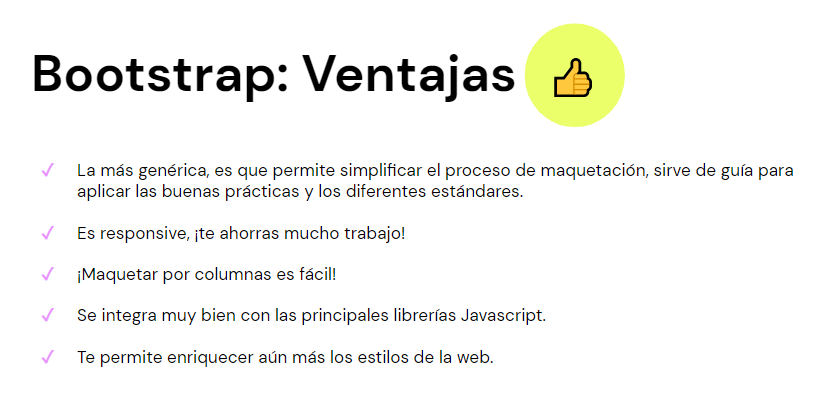 Bootstrap: Ventajas
La más genérica, es que permite simplificar el proceso de maquetación, sirve de guía para
aplicar las buenas prácticas y los diferentes estándares.
Es responsive, ¡te ahorras mucho trabajo!
¡Maquetar por columnas es fácil!
Se integra muy bien con las principales librerías Javascript.
Te permite enriquecer aún más los estilos de la web.